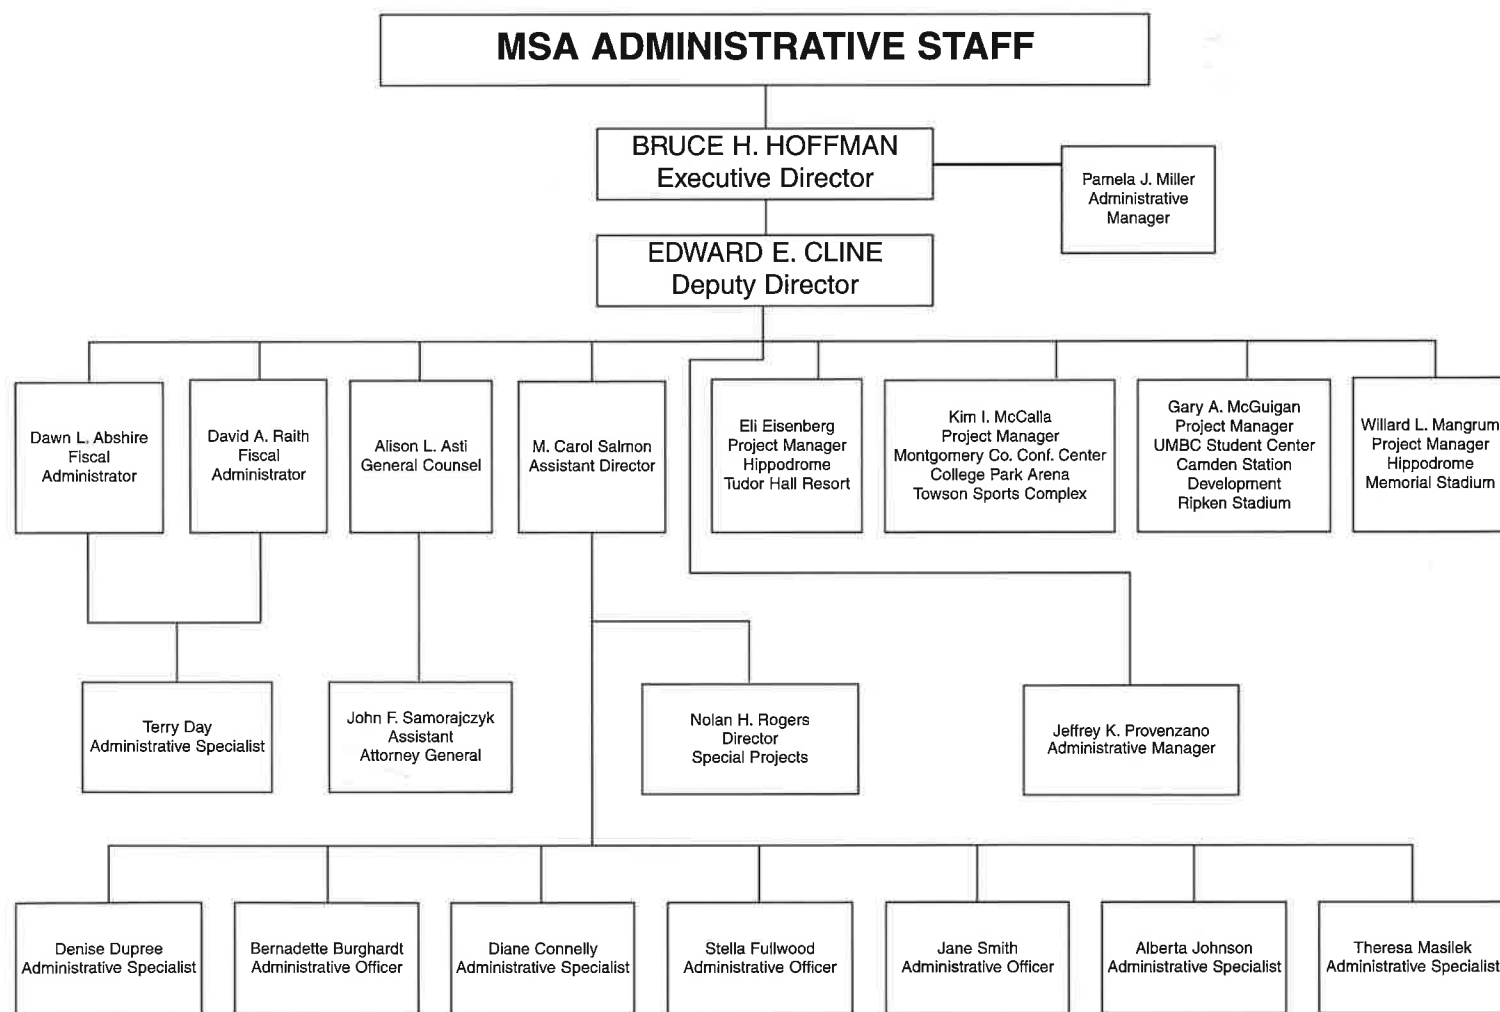 MSA ADMINISTRATIVE STAFF
BRUCE H. HOFFMAN
Executive Director
Pamela J. Miller
Administrative
Manager
EDWARD E. CLINE
Deputy Director
Dawn L. Abshire
Fiscal
Administrator
David A. Raith
Fiscal
Administrator
Alison L. Asti
General Counsel
M. Carol Salmon
Assistant Director
Eli Eisenberg
Project Manager
Hippodrome
Tudor Hall Resort
Kim I. McCalla
Project Manager
Montgomery Co. Conf. Center
College Park Arena
Towson Sports Complex
Gary A. McGuigan
Project Manager
UMBC Student Center
Camden Station
Development
Ripken Stadium
Willard L. Mangrum
Project Manager
Hippodrome
Memorial Stadium
Terry Day
Administrative Specialist
John F. Samorajczyk
Assistant
Attorney General
Nolan H. Rogers
Director
Special Projects
Jeffrey K. Provenzano
Administrative Manager
Denise Dupree
Administrative Specialist
Bernadette Burghardt
Administrative Officer
Diane Connelly
Administrative Specialist
Stella Fullwood
Administrative Officer
Jane Smith
Administrative Officer
Alberta Johnson
Administrative Specialist
Theresa Masilek
Administrative Specialist